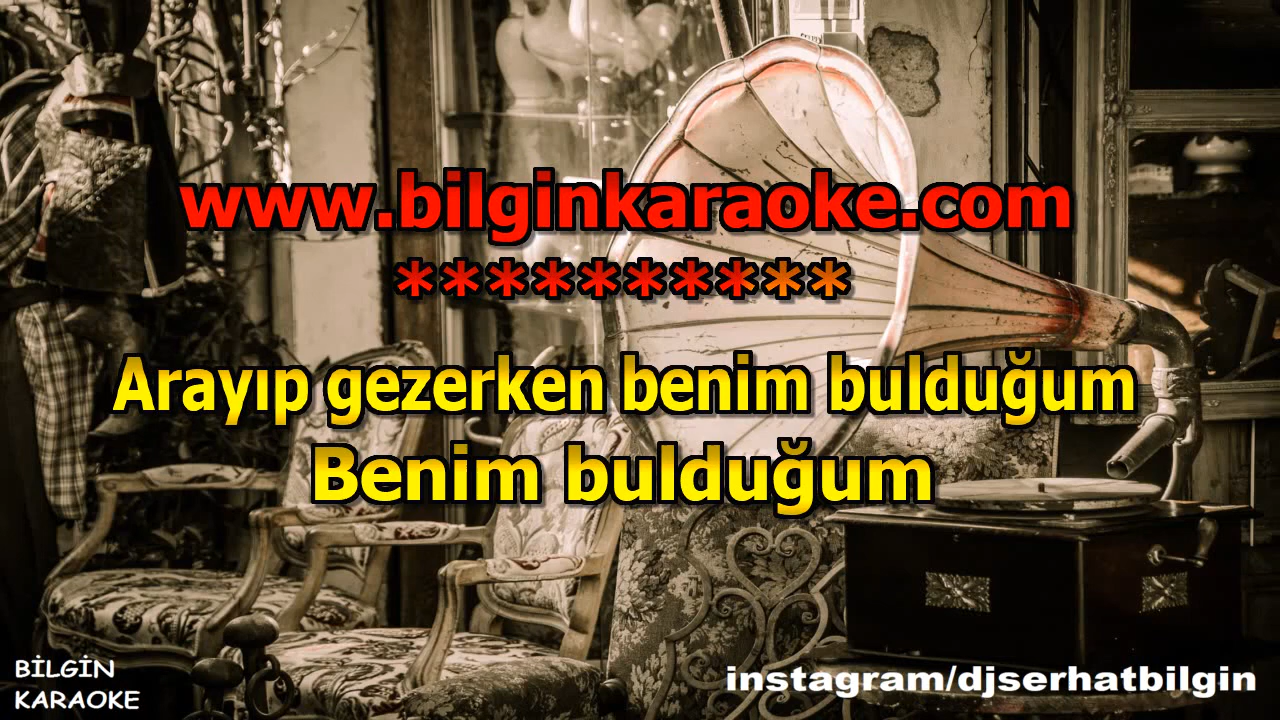 www.bilginkaraoke.com
**********
Arayıp gezerken benim bulduğum
Benim bulduğum
BİLGİN
KARAOKE
instagram/djserhatbilgin